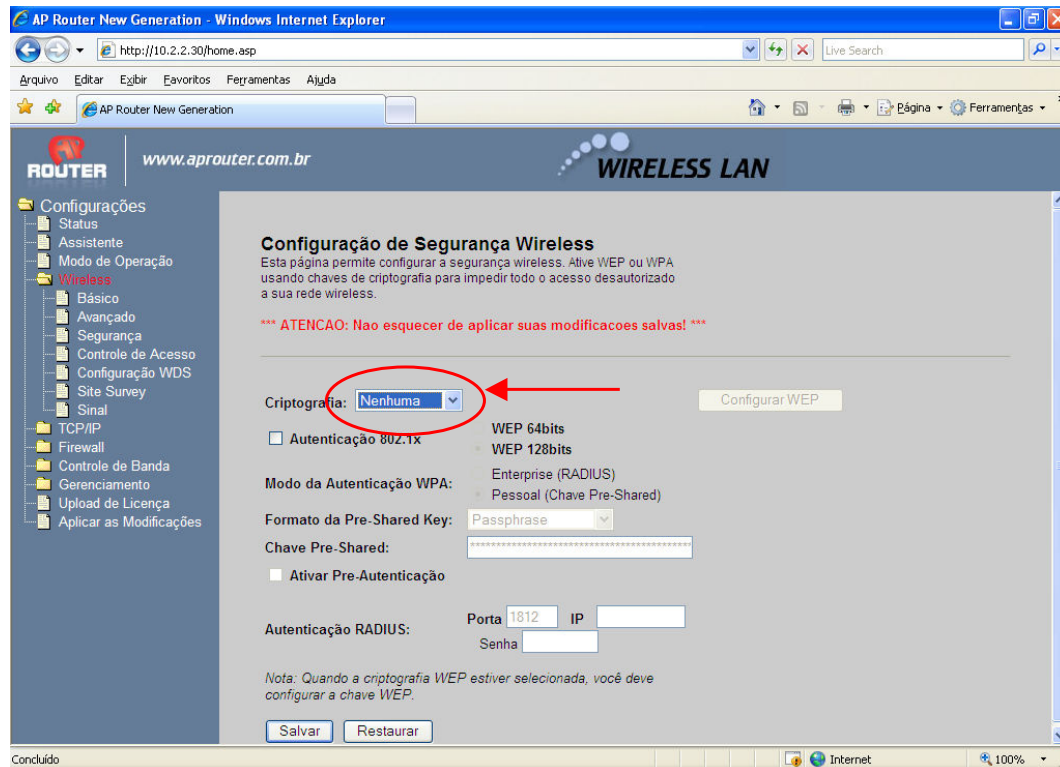 AP Router New Generation - Windows Internet Explorer
http://10.2.2.30/home.asp
Live Search
Arquivo Editar Exibir Favoritos Ferramentas Ajuda
AP Router New Generation
Página Ferramentas
AP
ROUTER
www.aprouter.com.br
WIRELESS LAN
Configurações
Status
Assistente
Modo de Operação
Wireless
Básico
Avançado
Segurança
Controle de Acesso
Configuração WDS
Site Survey
Sinal
TCP/IP
Firewall
Controle de Banda
Gerenciamento
Upload de Licença
Aplicar as Modificações
Configuração de Segurança Wireless
Esta página permite configurar a segurança wireless. Ative WEP ou WPA
usando chaves de criptografia para impedir todo o acesso desautorizado
a sua rede wireless.
*** ATENCAO: Nao esquecer de aplicar suas modificacoes salvas! ***
Criptografia: Nenhuma Configurar WEP
Autenticação 802.1x WEP 64bits
WEP 128bits
Modo da Autenticação WPA: Enterprise (RADIUS)
Pessoal (Chave Pre-Shared)
Formato da Pre-Shared Key: Passphrase
Chave Pre-Shared:
Ativar Pre-Autenticação
Autenticação RADIUS: Porta 1812 IP
Senha
Nota: Quando a criptografia WEP estiver selecionada, você deve
configurar a chave WEP.
Salvar Restaurar
Concluído Internet 100%